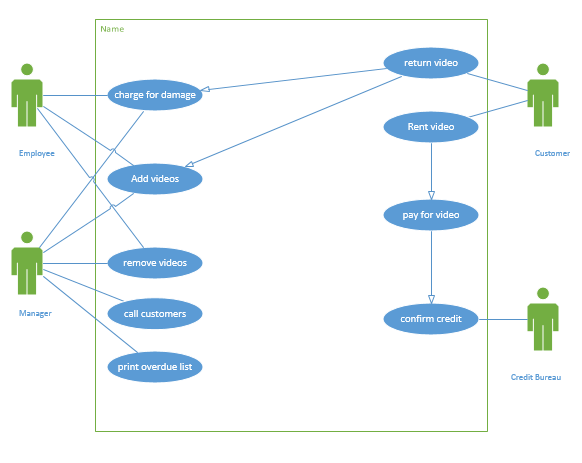 Name
return video
charge for damage
Rent video
Employee
Customer
Add videos
pay for video
remove videos
Manager
call customers
confirm credit
print overdue list
Credit Bureau